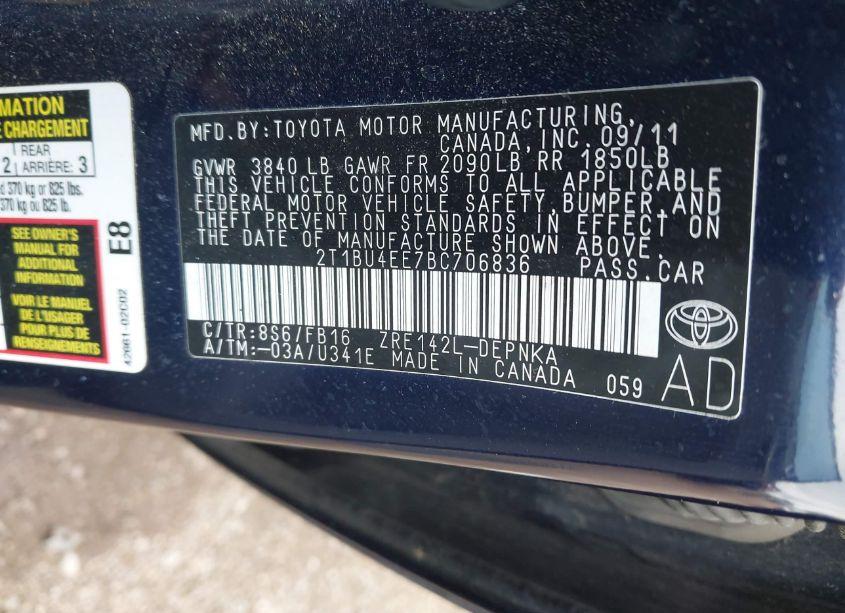 MATION
E CHARGEMENT
REAR
2 ARRIÈRE: 3
d 370 kg or 825 lbs.
370 kg ou 825 lb.
SEE OWNER'S
MANUAL FOR
ADDITIONAL
INFORMATION
VOIR LE MANUEL
DE L'USAGER
POUR PLUS DE
RENSEIGNEMENTS
E8
42661-02C02
MFD.BY:TOYOTA MOTOR MANUFACTURING,
CANADA,INC.09/11
GVWR 3840 LB GAWR FR 2090LB RR 1850LB
THIS VEHICLE CONFORMS TO ALL APPLICABLE
FEDERAL MOTOR VEHICLE SAFETY,BUMPER,AND
THEFT PREVENTION STANDARDS IN EFFECT ON
THE DATE OF MANUFACTURE SHOWN ABOVE.
2T1BU4EE7BC706836 PASS.CAR
C/TR:8S6/FB16 ZRE142L-DEPNKA
A/TM:-03A/U341E MADE IN CANADA 059
AD